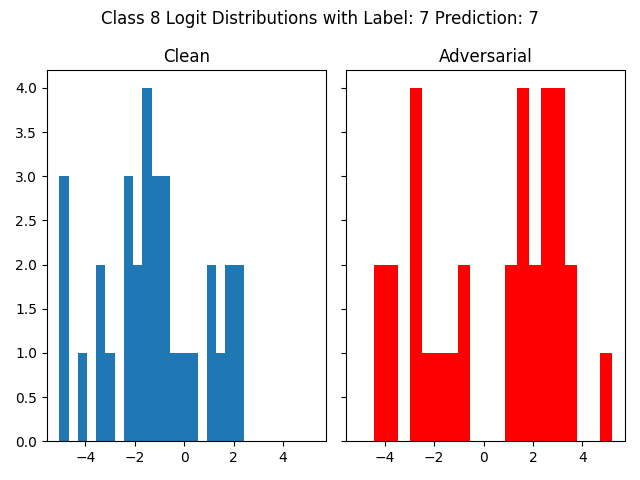 Class 8 Logit Distributions with Label: 7 Prediction: 7
Clean
Adversarial
4.0
3.5
3.0
2.5
2.0
1.5
1.0
0.5
0.0
−4 −2 0 2 4
−4 −2 0 2 4